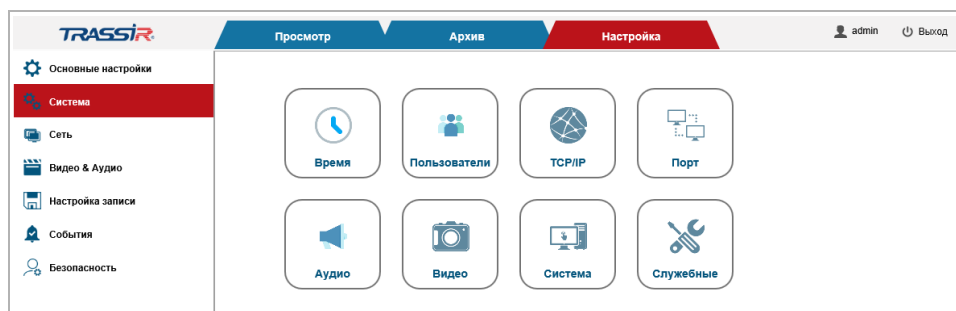 TRASSIR
Просмотр
Архив
Настройка
admin
Выход
Основные настройки
Система
Сеть
Видео & Аудио
Настройка записи
События
Безопасность
Время
Пользователи
TCP/IP
Порт
Аудио
Видео
Система
Служебные